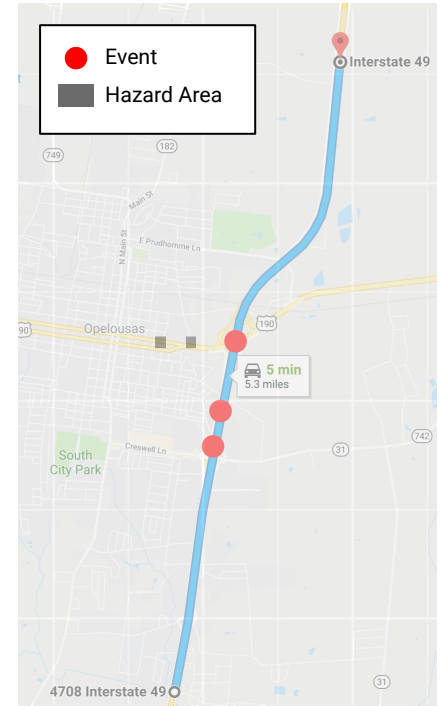 Event
Hazard Area
Interstate 49
182
749
Main St
N Main St
E Prudhomme Ln
190
90
Opelousas
5 min
5.3 miles
742
31
Creswell Ln
South
City Park
31
4708 Interstate 49